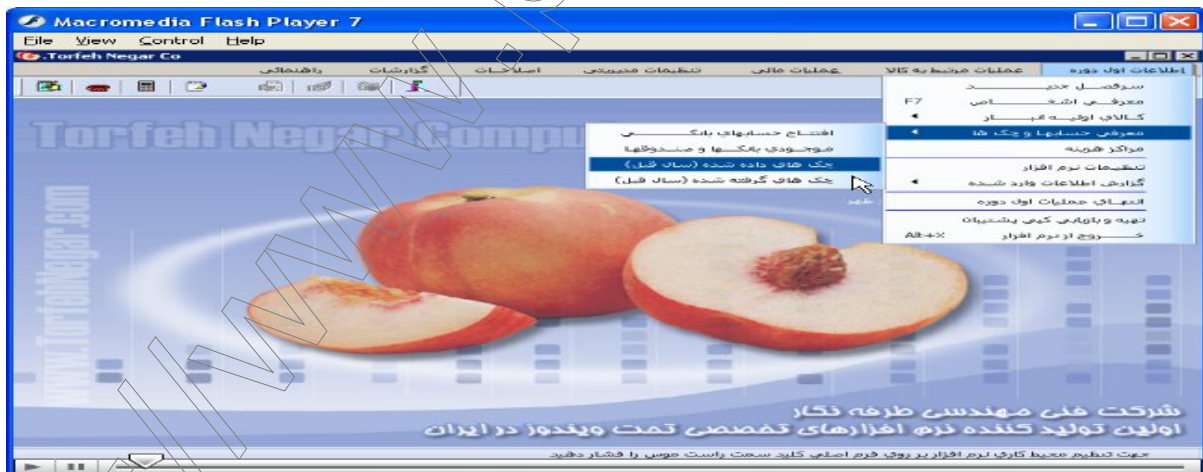 Macromedia Flash Player 7
File View Control Help
.Torfeh Negar Co
اطلاعات اول دوره عملیات مرتبط به کالا عملیات مالی تنظیمات مدیریتی اصلاحات گزارشات راهنمائی
سرفصل جدید
معرفی اشخاص F7
کالای اولیه انبار
معرفی حسابها و چک ها
مراکز هزینه
تنظیمات نرم افزار
گزارش اطلاعات وارد شده
انتهای عملیات اول دوره
تهیه و بازیابی کپی پشتیبان
خروج از نرم افزار Alt+X
افتتاح حسابهای بانکی
موجودی بانکها و صندوقها
چک های داده شده (سال قبل)
چک های گرفته شده (سال قبل)
Torfeh Negar Compu
www.TorfehNegar.com
شرکت فنی مهندسی طرفه نگار
اولین تولید کننده نرم افزارهای تخصصی تحت ویندوز در ایران
جهت تنظیم محیط کاری نرم افزار بر روی فرم اصلی کلید سمت راست موس را فشار دهید